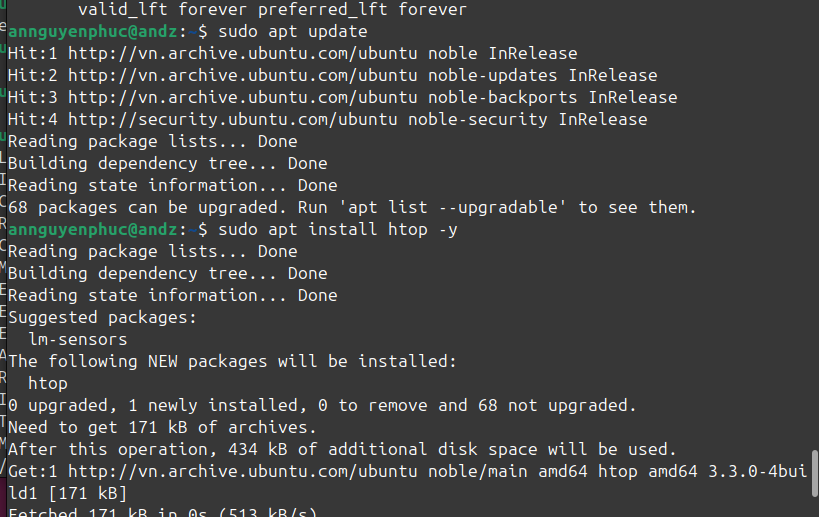 valid_lft forever preferred_lft forever
annguyenphuc@andz:~$ sudo apt update
Hit:1 http://vn.archive.ubuntu.com/ubuntu noble InRelease
Hit:2 http://vn.archive.ubuntu.com/ubuntu noble-updates InRelease
Hit:3 http://vn.archive.ubuntu.com/ubuntu noble-backports InRelease
Hit:4 http://security.ubuntu.com/ubuntu noble-security InRelease
Reading package lists... Done
Building dependency tree... Done
Reading state information... Done
68 packages can be upgraded. Run 'apt list --upgradable' to see them.
annguyenphuc@andz:~$ sudo apt install htop -y
Reading package lists... Done
Building dependency tree... Done
Reading state information... Done
Suggested packages:
lm-sensors
The following NEW packages will be installed:
htop
0 upgraded, 1 newly installed, 0 to remove and 68 not upgraded.
Need to get 171 kB of archives.
After this operation, 434 kB of additional disk space will be used.
Get:1 http://vn.archive.ubuntu.com/ubuntu noble/main amd64 htop amd64 3.3.0-4bui
ld1 [171 kB]
Fetched 171 kB in 0s (513 kB/s)